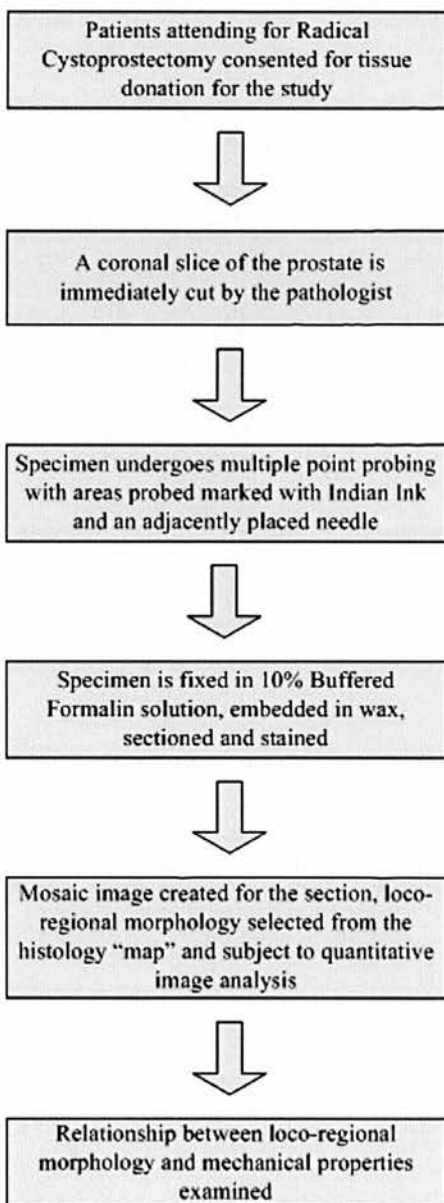 Patients attending for Radical
Cystoprostectomy consented for tissue
donation for the study
A coronal slice of the prostate is
immediately cut by the pathologist
Specimen undergoes multiple point probing
with areas probed marked with Indian Ink
and an adjacently placed needle
Specimen is fixed in 10% Buffered
Formalin solution, embedded in wax,
sectioned and stained
Mosaic image created for the section, loco-
regional morphology selected from the
histology “map” and subject to quantitative
image analysis
Relationship between loco-regional
morphology and mechanical properties
examined